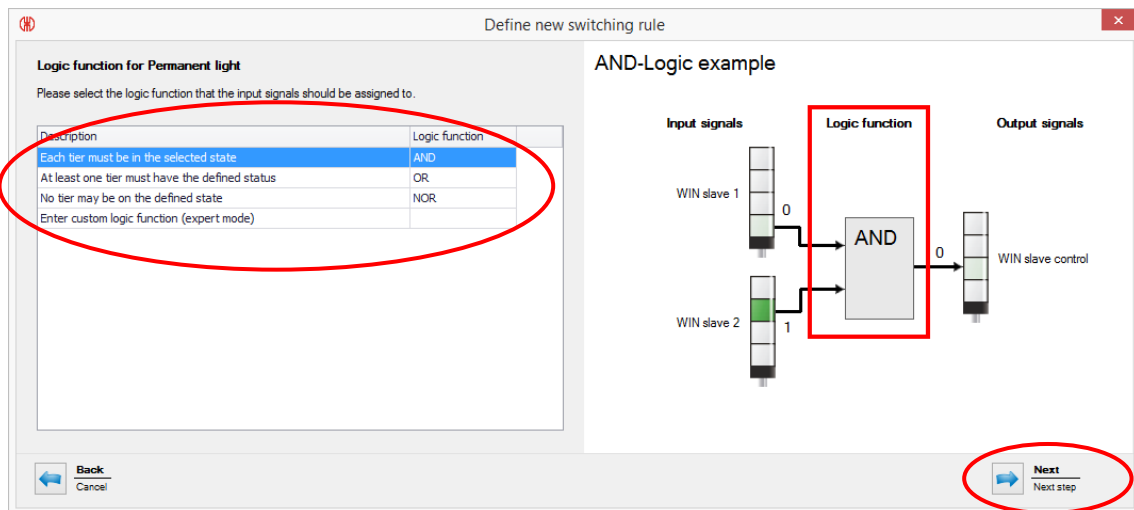 Define new switching rule
Logic function for Permanent light
Please select the logic function that the input signals should be assigned to.
Description Logic function
Each tier must be in the selected state AND
At least one tier must have the defined status OR
No tier may be on the defined state NOR
Enter custom logic function (expert mode)
AND-Logic example
Input signals Logic function Output signals
WIN slave 1
0
AND
0
WIN slave control
WIN slave 2
1
Back
Cancel
Next
Next step